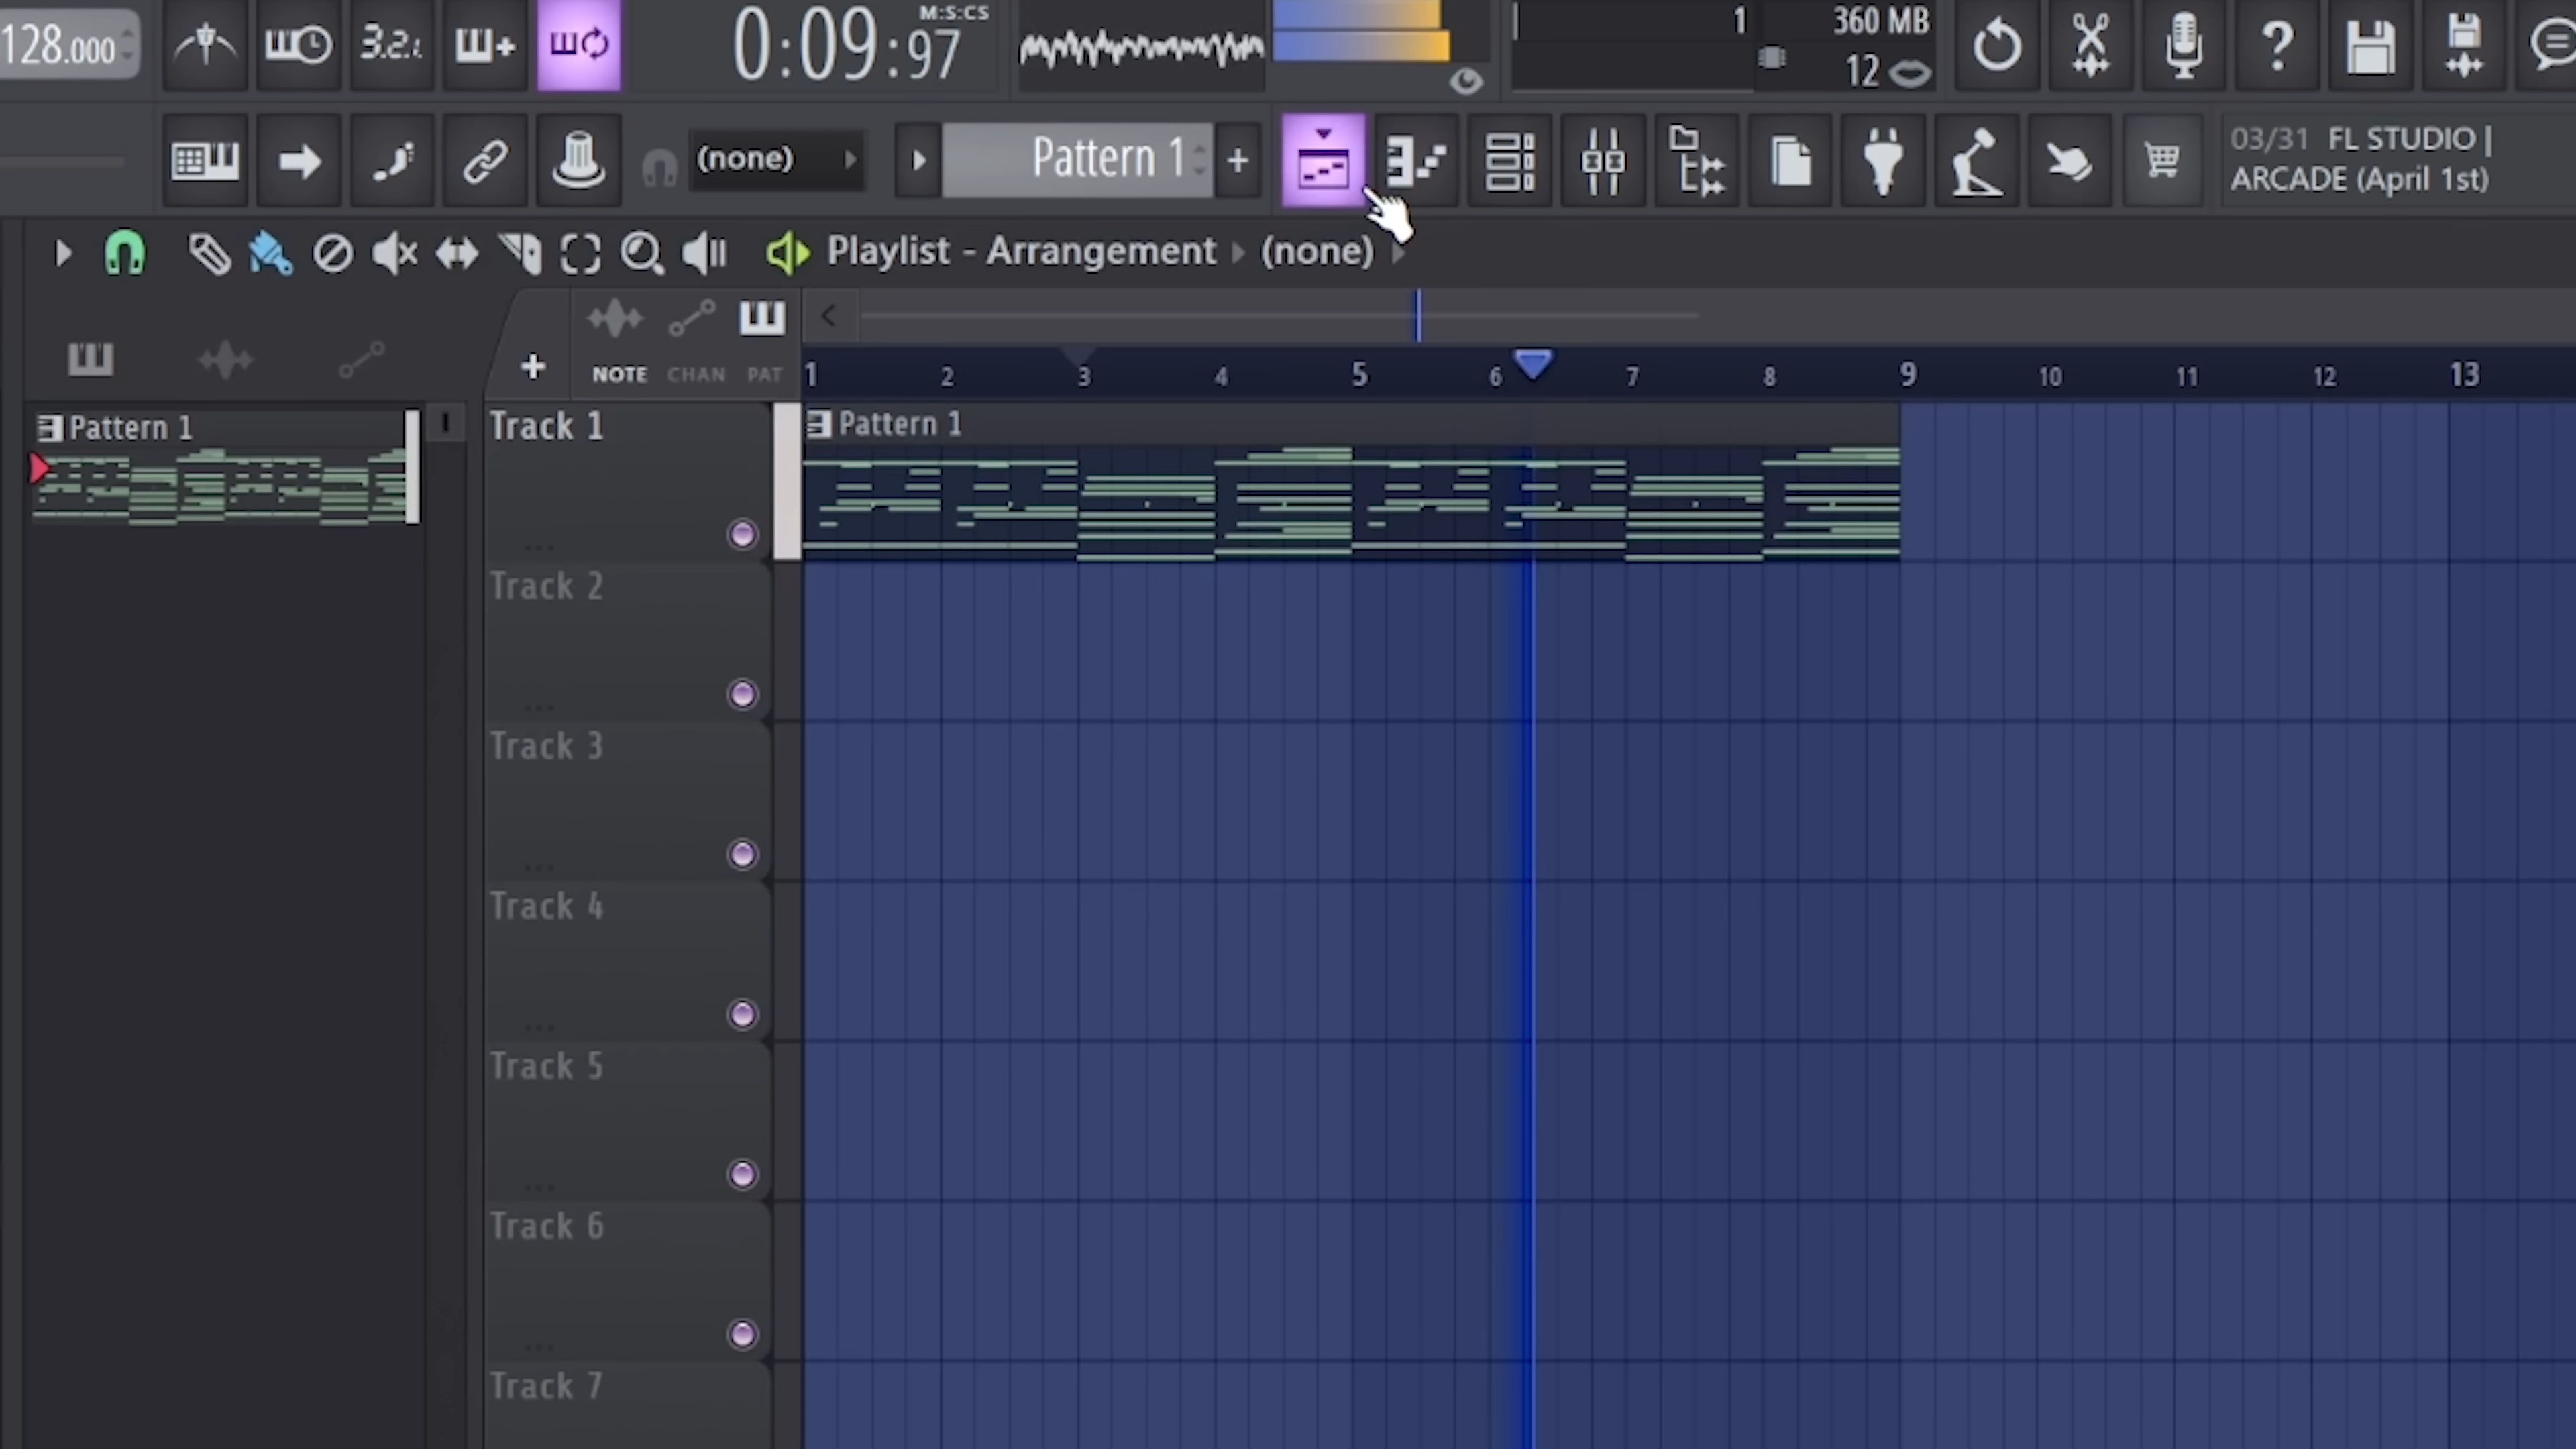 128.000
3.2.
0:09:97
M:S:CS
1
360 MB
12
(none)
Pattern 1
+
03/31 FL STUDIO |
ARCADE (April 1st)
Playlist - Arrangement
(none)
+
NOTE CHAN PAT
1 2 3 4 5 6 7 8 9 10 11 12 13
Pattern 1
Track 1
Pattern 1
Track 2
Track 3
Track 4
Track 5
Track 6
Track 7